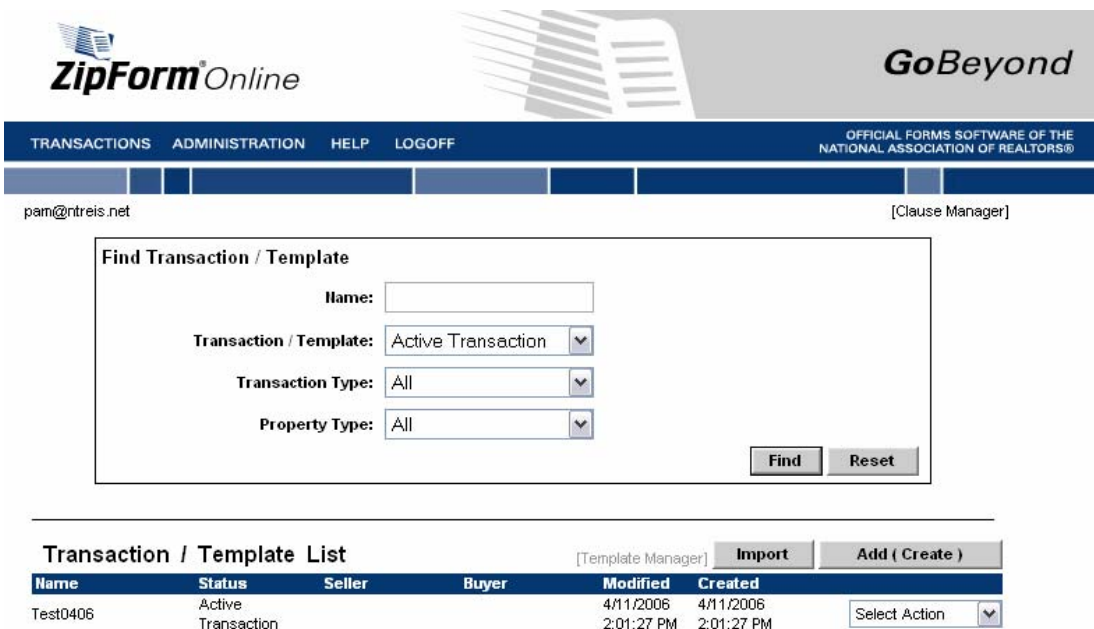 ZipForm® Online
GoBeyond
TRANSACTIONS ADMINISTRATION HELP LOGOFF
OFFICIAL FORMS SOFTWARE OF THE
NATIONAL ASSOCIATION OF REALTORS®
pam@ntreis.net [Clause Manager]
Find Transaction / Template
Name:
Transaction / Template: Active Transaction
Transaction Type: All
Property Type: All
Find Reset
Transaction / Template List [Template Manager] Import Add ( Create )
Name Status Seller Buyer Modified Created
Test0406 Active Transaction 4/11/2006 2:01:27 PM 4/11/2006 2:01:27 PM Select Action